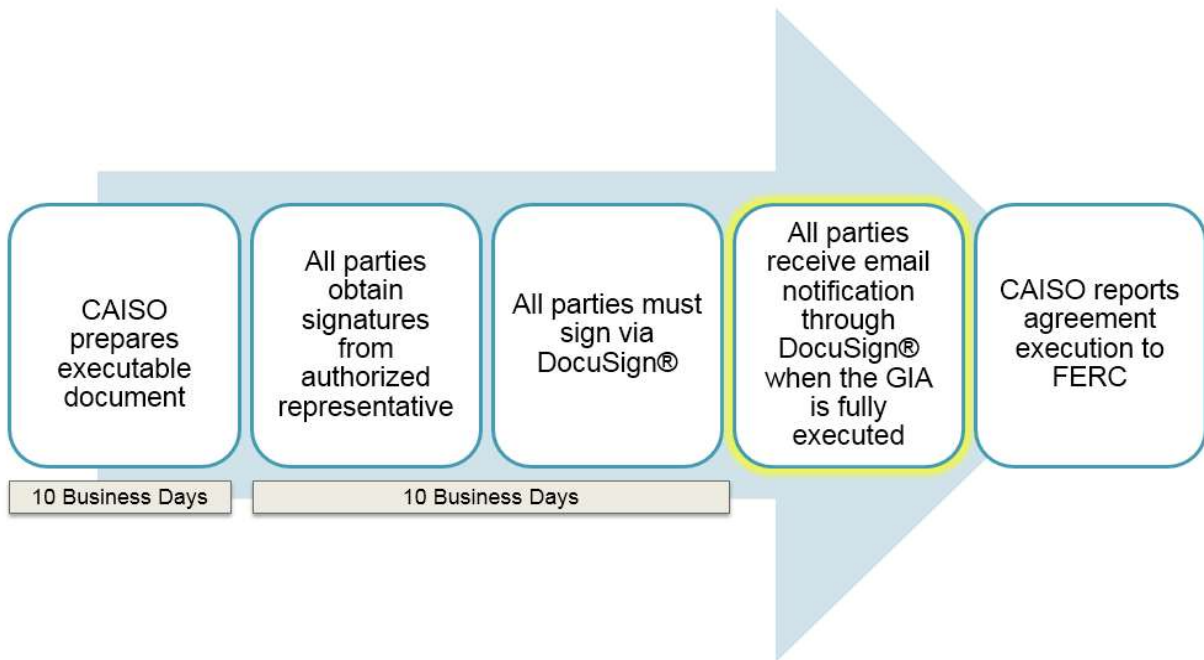 CAISO
prepares
executable
document
All parties
obtain
signatures
from
authorized
representative
All parties must
sign via
DocuSign®
All parties
receive email
notification
through
DocuSign®
when the GIA
is fully
executed
CAISO reports
agreement
execution to
FERC
10 Business Days
10 Business Days